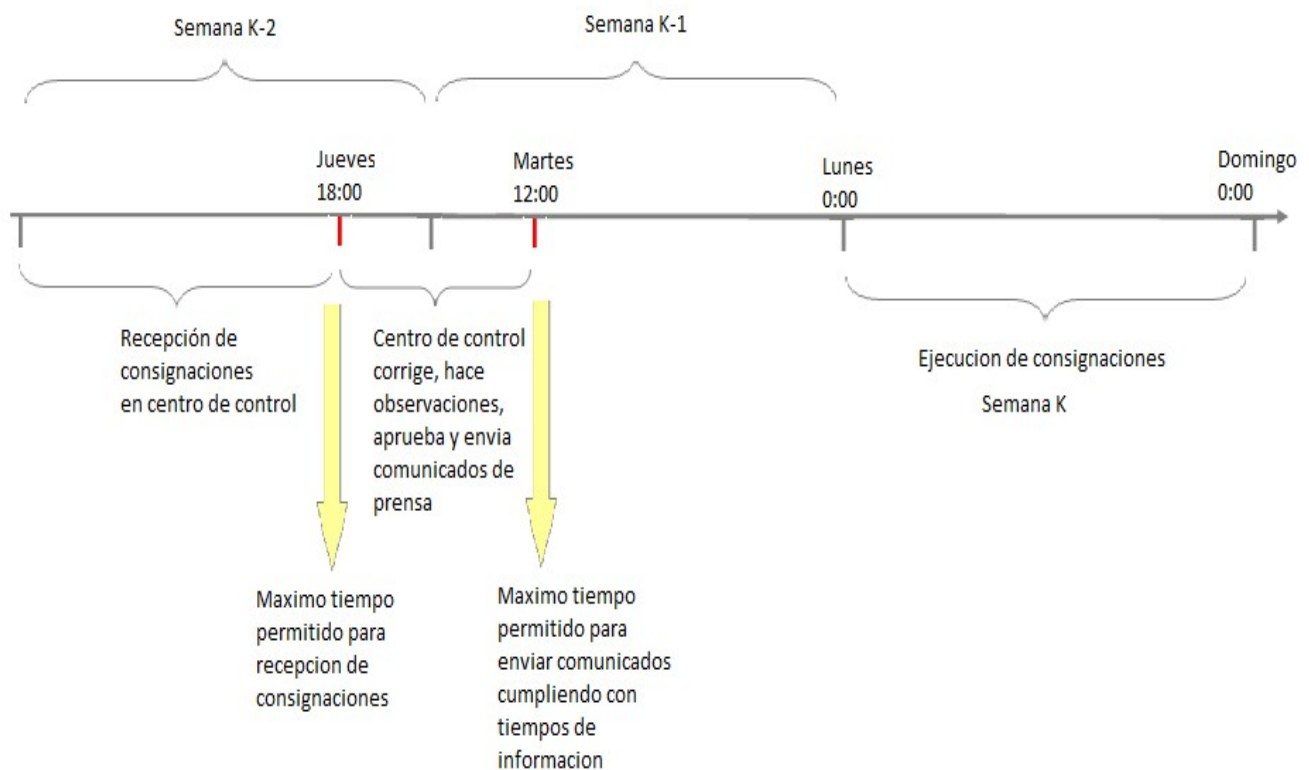 Semana K-2
Semana K-1
Jueves
18:00
Martes
12:00
Lunes
0:00
Domingo
0:00
Recepción de
consignaciones
en centro de control
Centro de control
corrige, hace
observaciones,
aprueba y envia
comunicados de
prensa
Ejecucion de consignaciones
Semana K
Maximo tiempo
permitido para
recepcion de
consignaciones
Maximo tiempo
permitido para
enviar comunicados
cumpliendo con
tiempos de
informacion